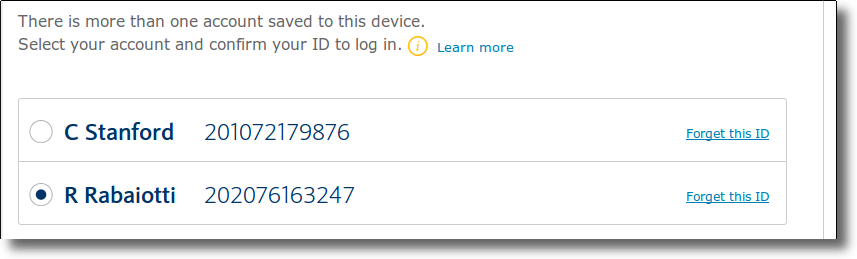 There is more than one account saved to this device.
Select your account and confirm your ID to log in. i Learn more
C Stanford 201072179876 Forget this ID
R Rabaiotti 202076163247 Forget this ID